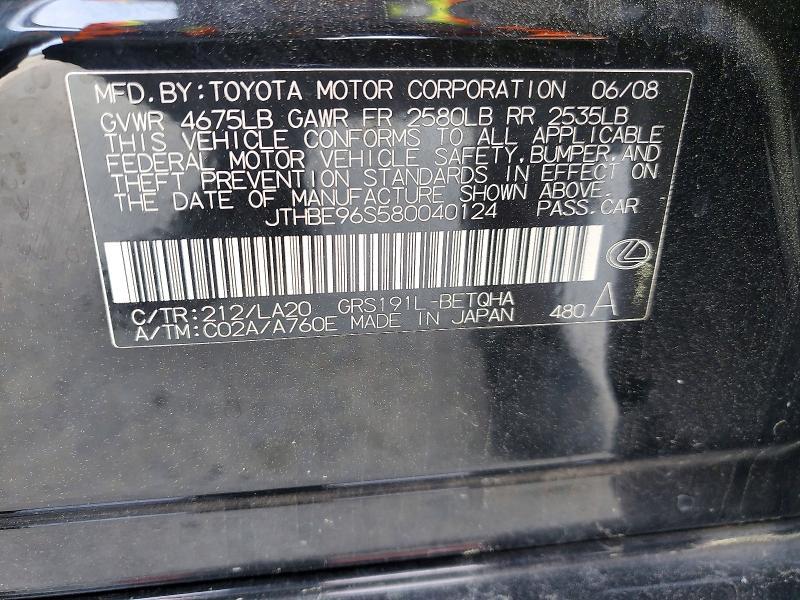 MFD.BY:TOYOTA MOTOR CORPORATION 06/08
GVWR 4675LB GAWR FR 2580LB RR 2535LB
THIS VEHICLE CONFORMS TO ALL APPLICABLE
FEDERAL MOTOR VEHICLE SAFETY,BUMPER,AND
THEFT PREVENTION STANDARDS IN EFFECT ON
THE DATE OF MANUFACTURE SHOWN ABOVE.
JTHBE96S580040124 PASS.CAR
C/TR:212/LA20 GRS191L-BETQHA
A/TM:C02A/A760E MADE IN JAPAN 480 A